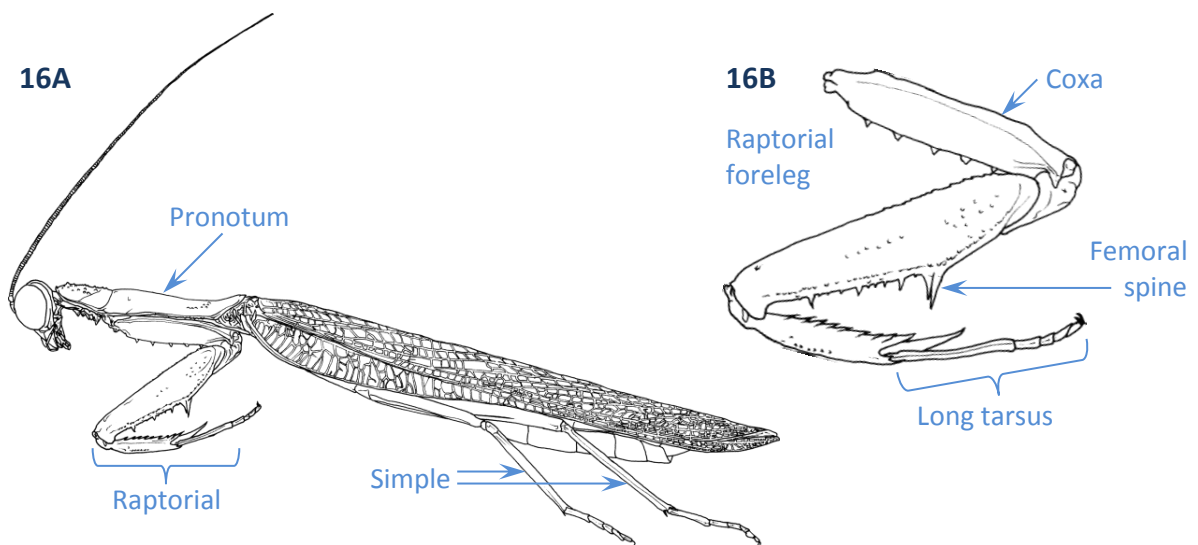 16A
Pronotum
Raptorial
Simple
16B
Coxa
Raptorial
foreleg
Femoral
spine
Long tarsus